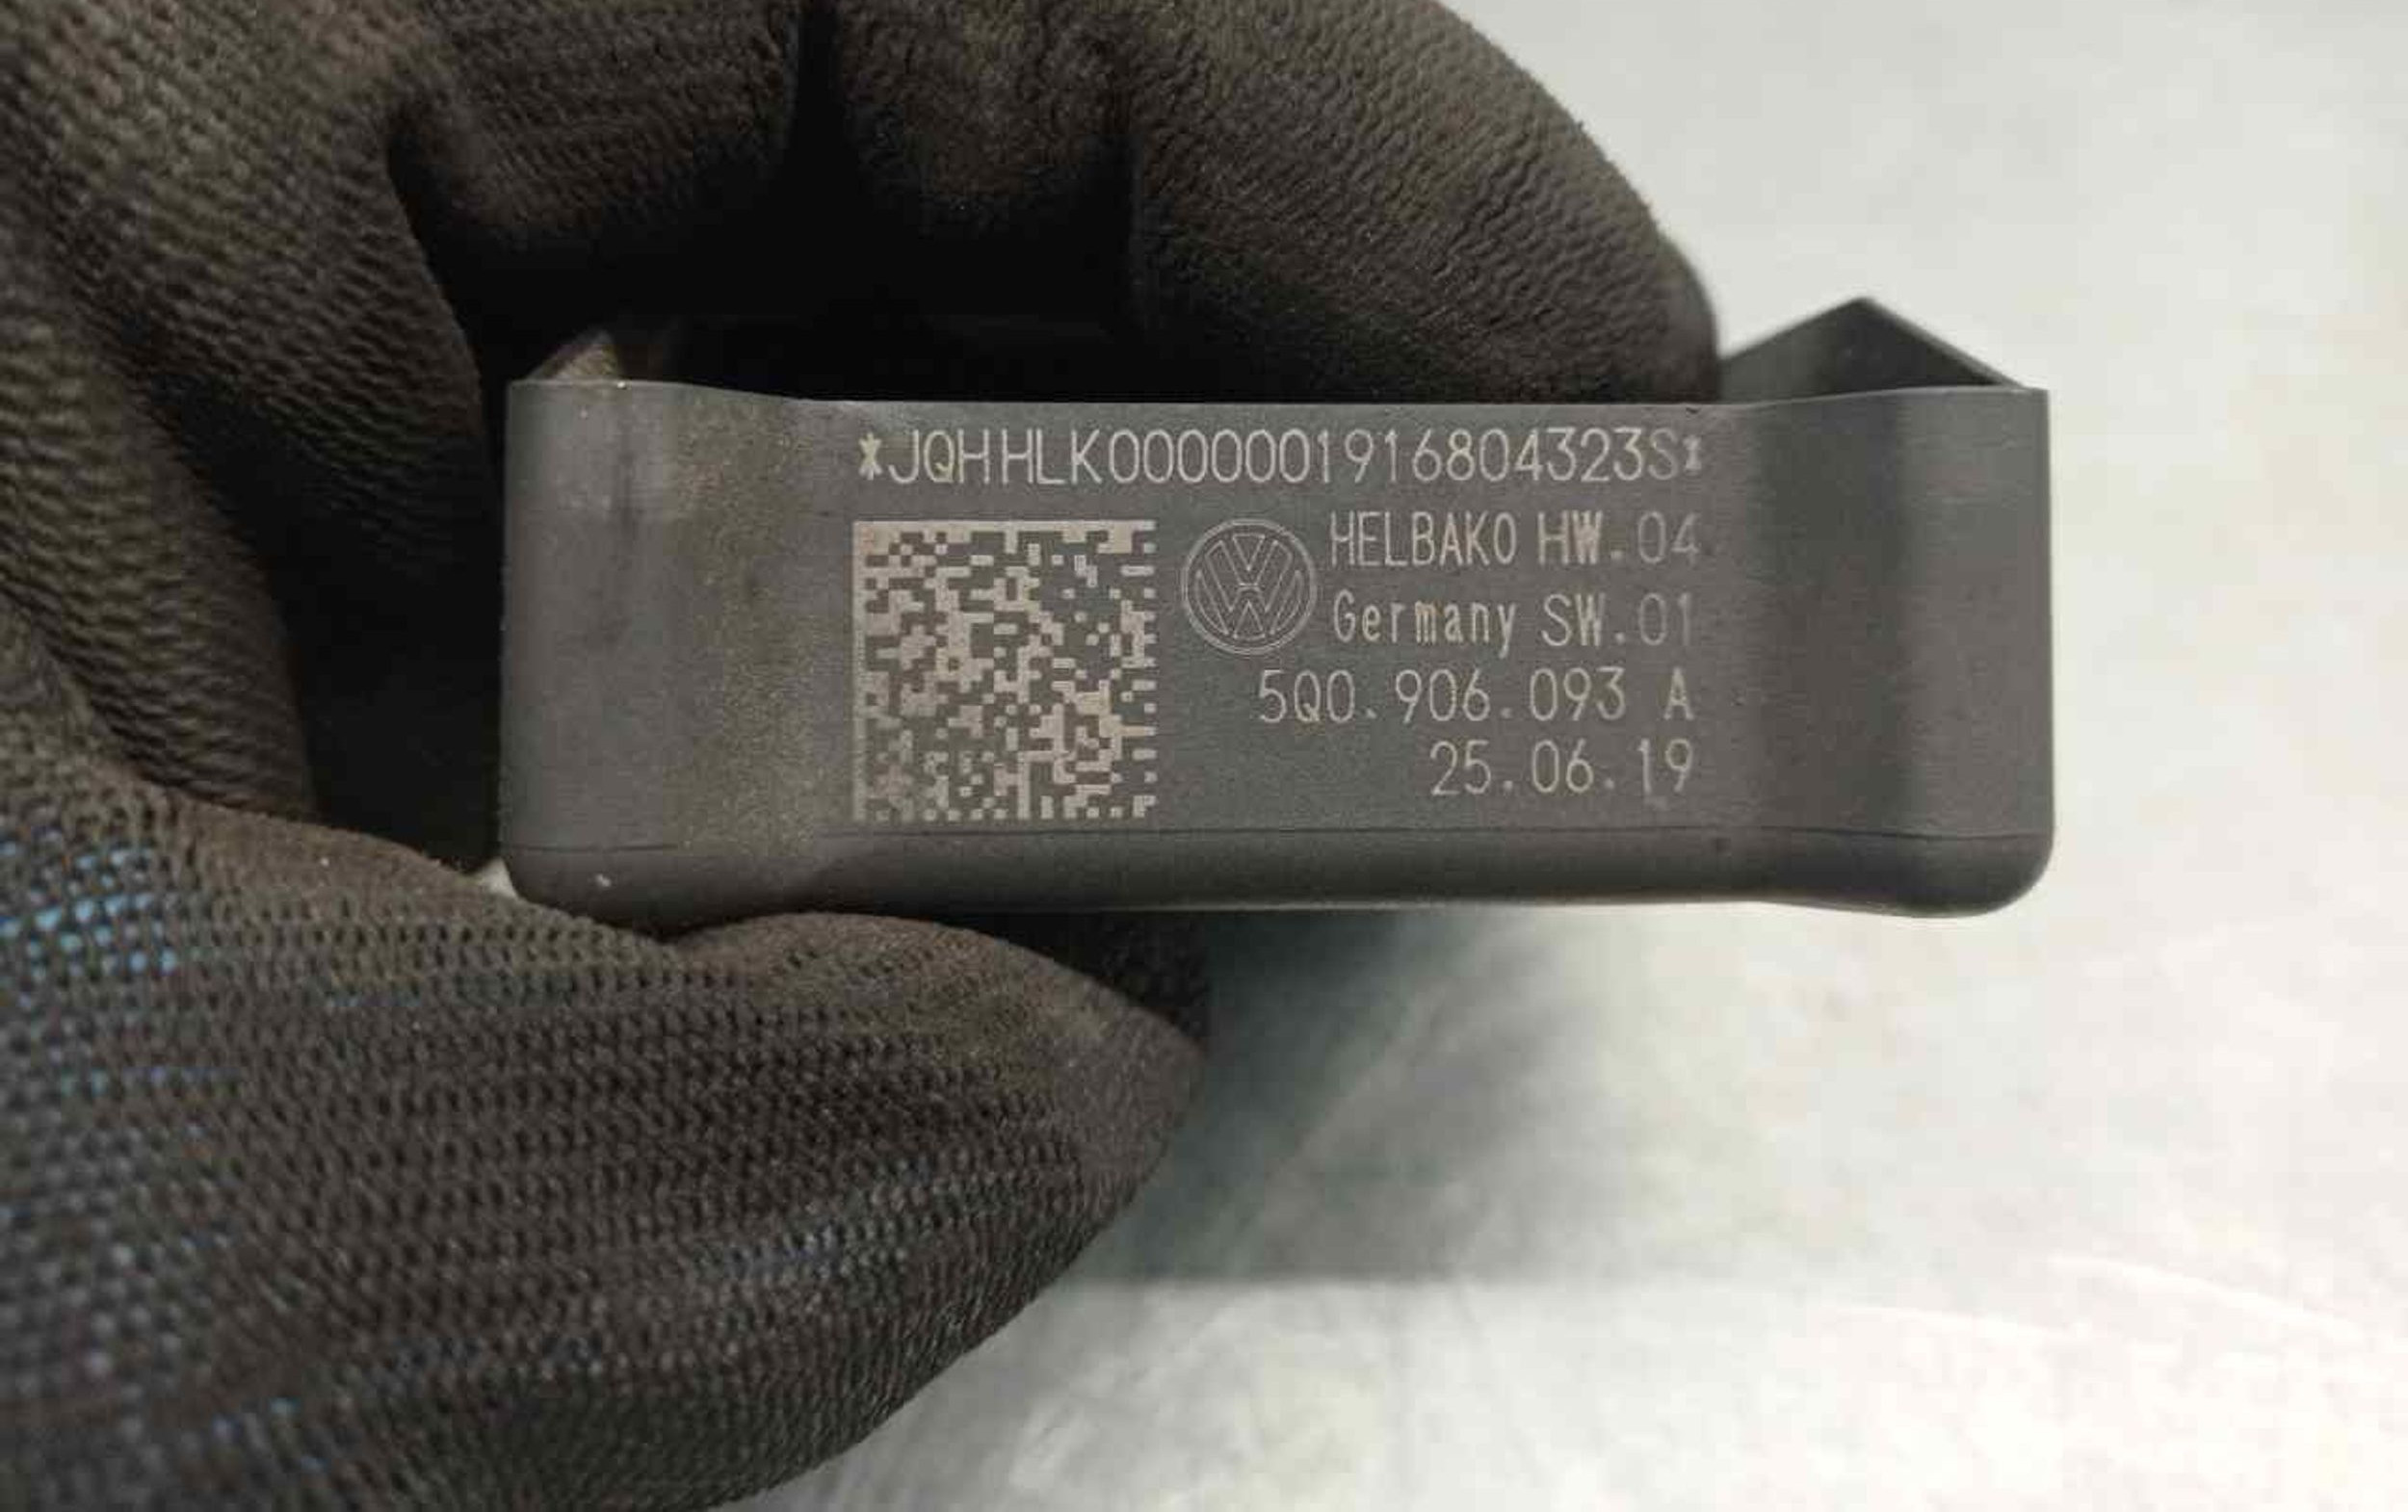 *JQHHLK0000001916804323S*
HELBAKO HW.04
Germany SW.01
5Q0.906.093 A
25.06.19